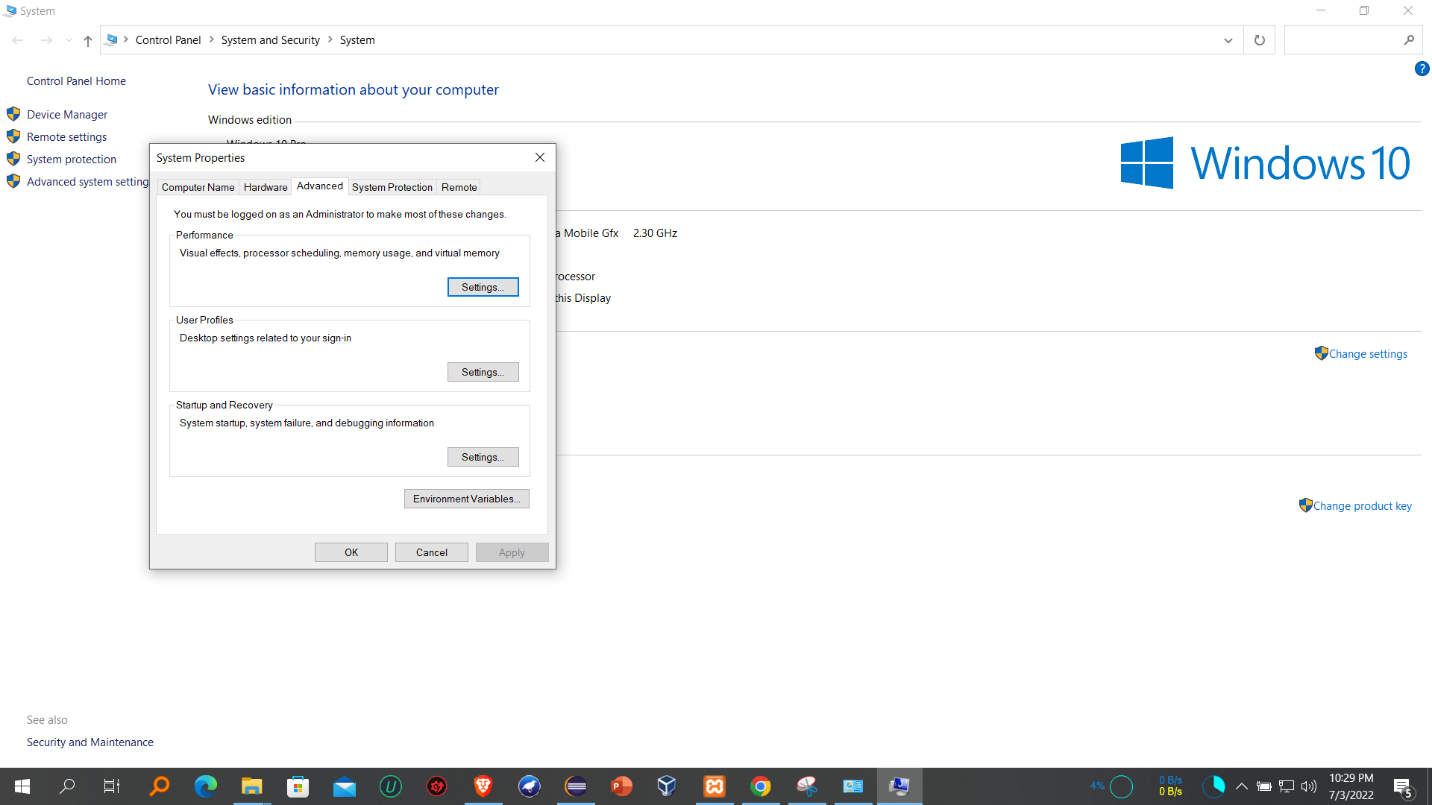 System
Control Panel > System and Security > System
Control Panel Home
Device Manager
Remote settings
System protection
Advanced system setting
View basic information about your computer
Windows edition
Windows 10 Pro
Windows 10
System Properties
Computer Name Hardware Advanced System Protection Remote
You must be logged on as an Administrator to make most of these changes.
Performance
Visual effects, processor scheduling, memory usage, and virtual memory
Settings...
User Profiles
Desktop settings related to your sign-in
Settings...
Startup and Recovery
System startup, system failure, and debugging information
Settings...
Environment Variables...
OK Cancel Apply
a Mobile Gfx 2.30 GHz
rocessor
this Display
Change settings
Change product key
See also
Security and Maintenance
4%
0 B/s
0 B/s
10:29 PM
7/3/2022
5